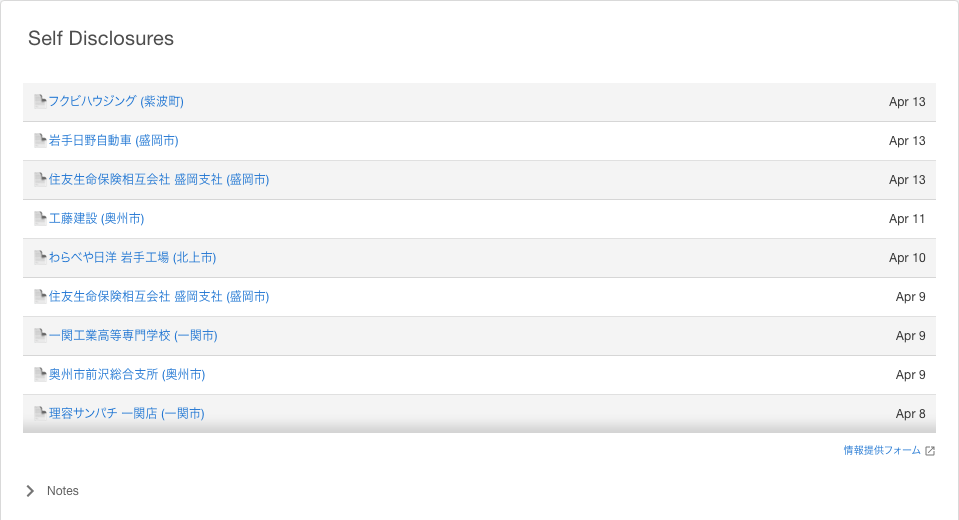 Self Disclosures
フクビハウジング (紫波町) Apr 13
岩手日野自動車 (盛岡市) Apr 13
住友生命保険相互会社 盛岡支社 (盛岡市) Apr 13
工藤建設 (奥州市) Apr 11
わらべや日洋 岩手工場 (北上市) Apr 10
住友生命保険相互会社 盛岡支社 (盛岡市) Apr 9
一関工業高等専門学校 (一関市) Apr 9
奥州市前沢総合支所 (奥州市) Apr 9
理容サンパチ 一関店 (一関市) Apr 8
情報提供フォーム
Notes